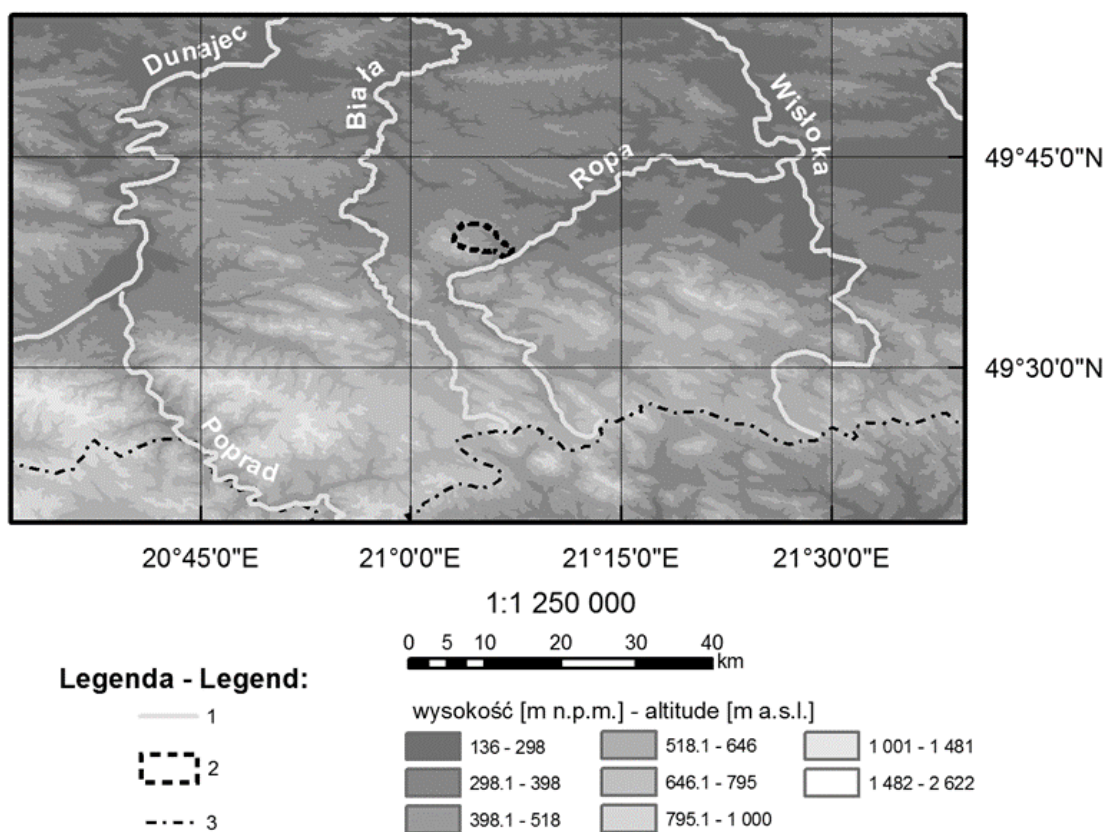 Dunajec
Biała
Wisłoka
Ropa
49°45'0"N
49°30'0"N
Poprad
20°45'0"E 21°0'0"E 21°15'0"E 21°30'0"E
1:1 250 000
0 5 10 20 30 40
km
Legenda - Legend:
wysokość [m n.p.m.] - altitude [m a.s.l.]
1 136 - 298 518.1 - 646 1 001 - 1 481
2 298.1 - 398 646.1 - 795 1 482 - 2 622
3 398.1 - 518 795.1 - 1 000